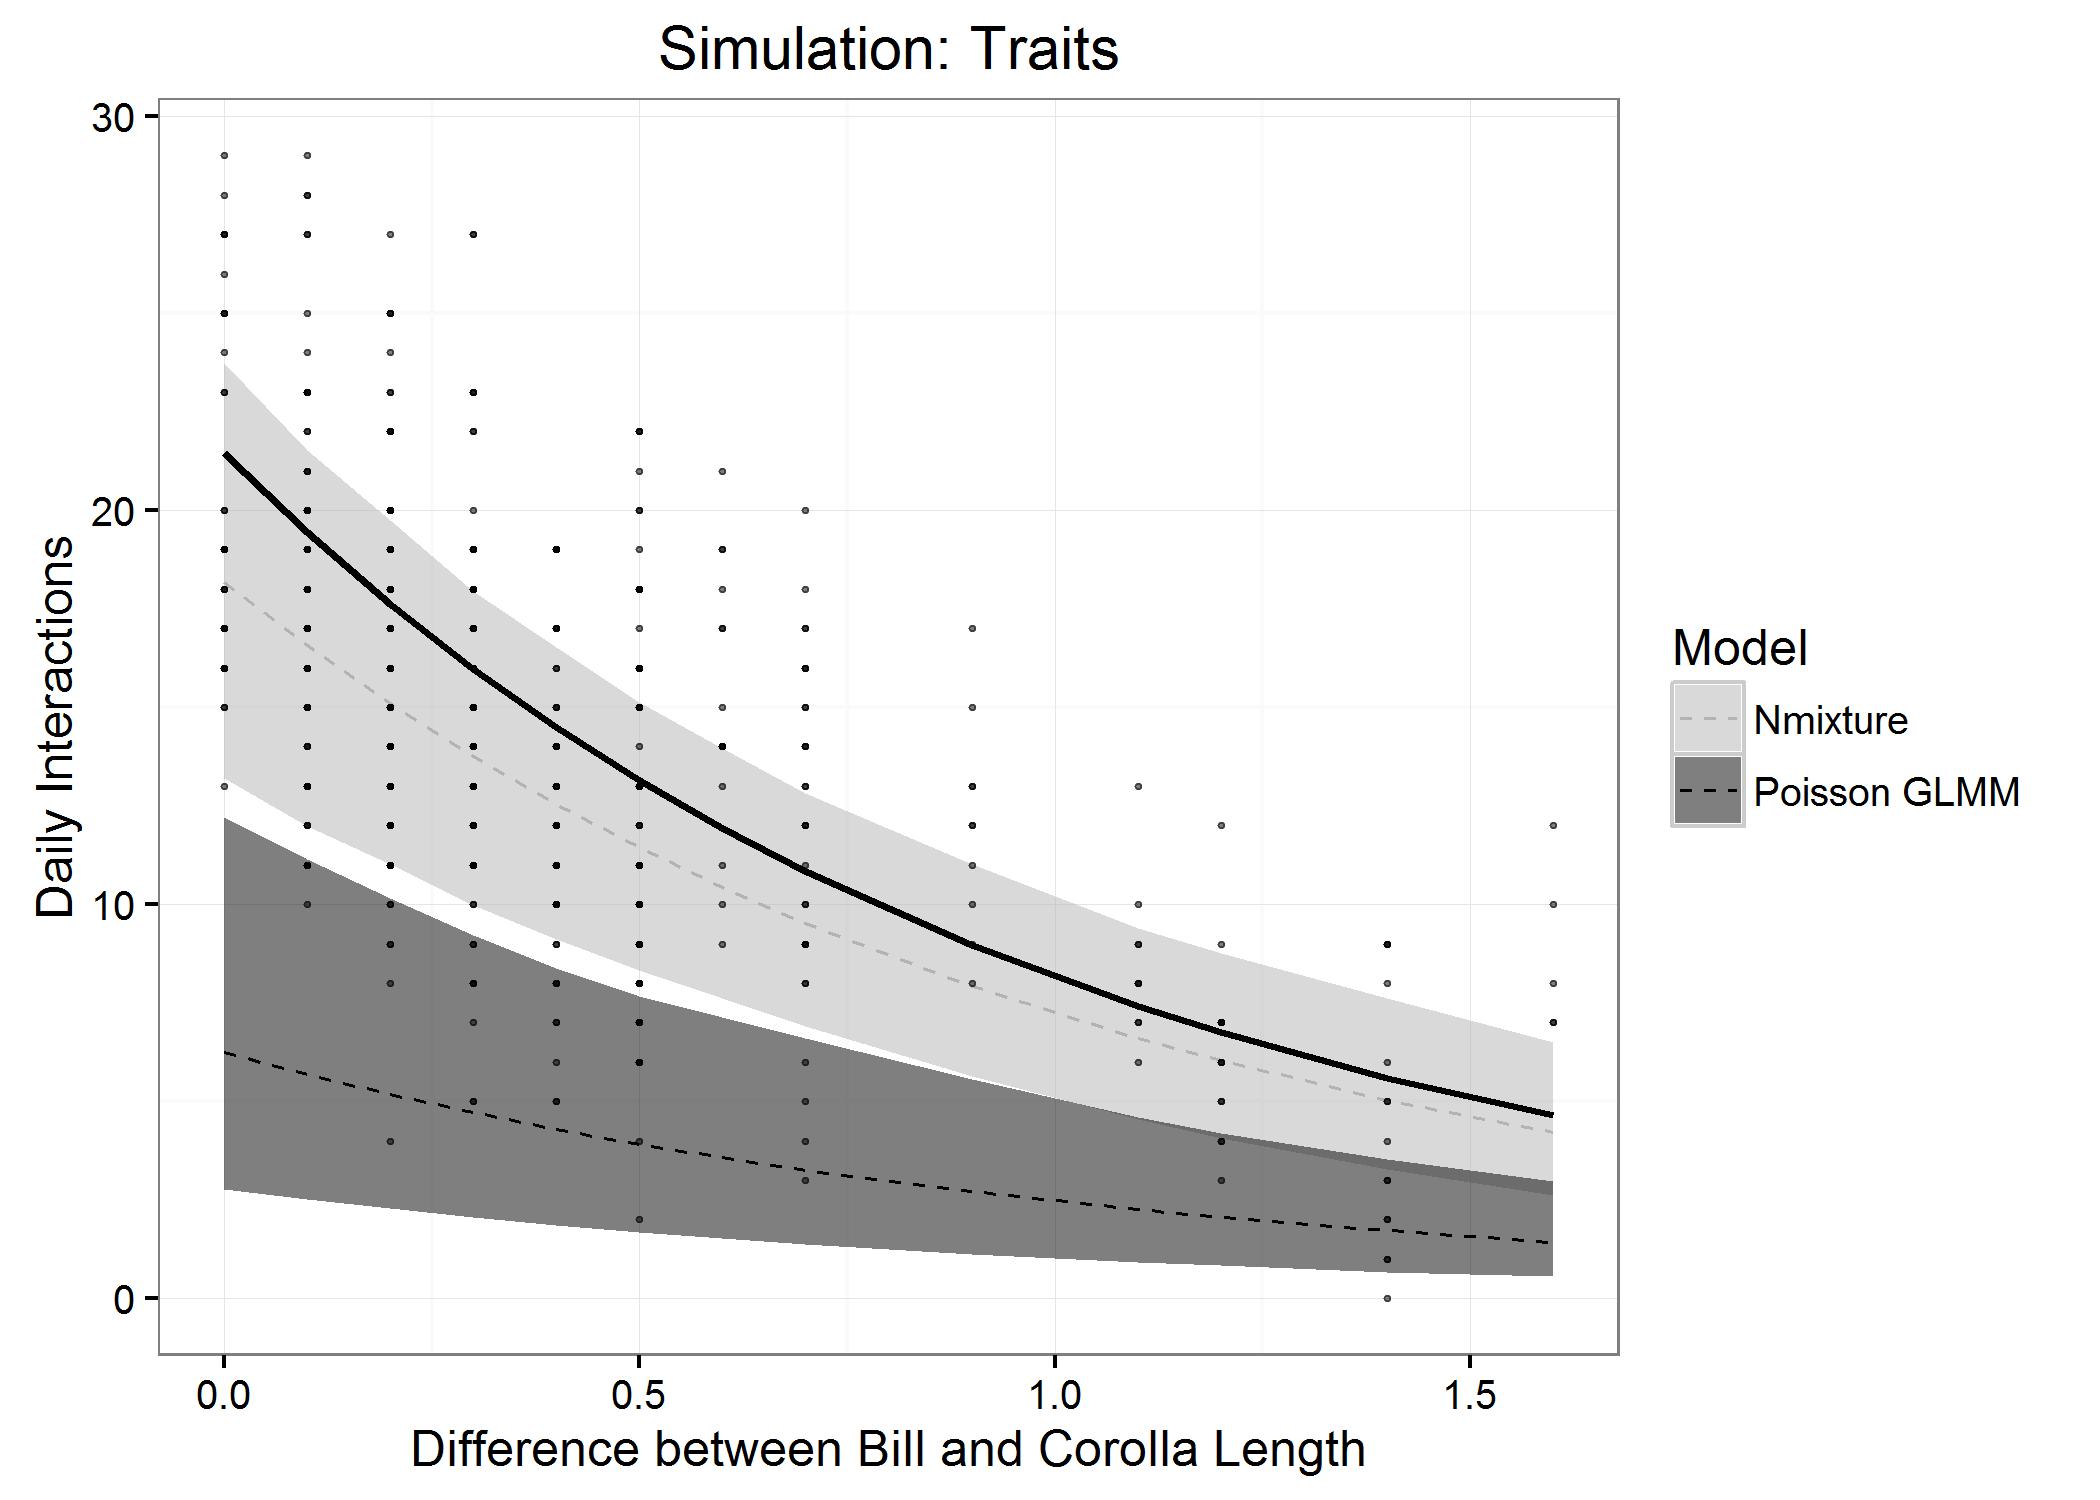 Simulation: Traits
30
20
10
0
Daily Interactions
0.0 0.5 1.0 1.5
Difference between Bill and Corolla Length
Model
Nmixture
Poisson GLMM